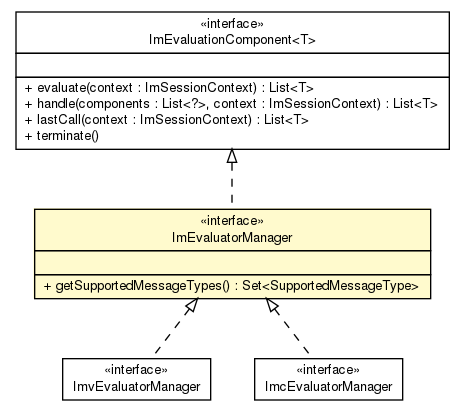 «interface»
ImEvaluationComponent<T>
+ evaluate(context : ImSessionContext) : List<T>
+ handle(components : List<?>, context : ImSessionContext) : List<T>
+ lastCall(context : ImSessionContext) : List<T>
+ terminate()
«interface»
ImEvaluatorManager
+ getSupportedMessageTypes() : Set<SupportedMessageType>
«interface»
ImvEvaluatorManager
«interface»
ImcEvaluatorManager